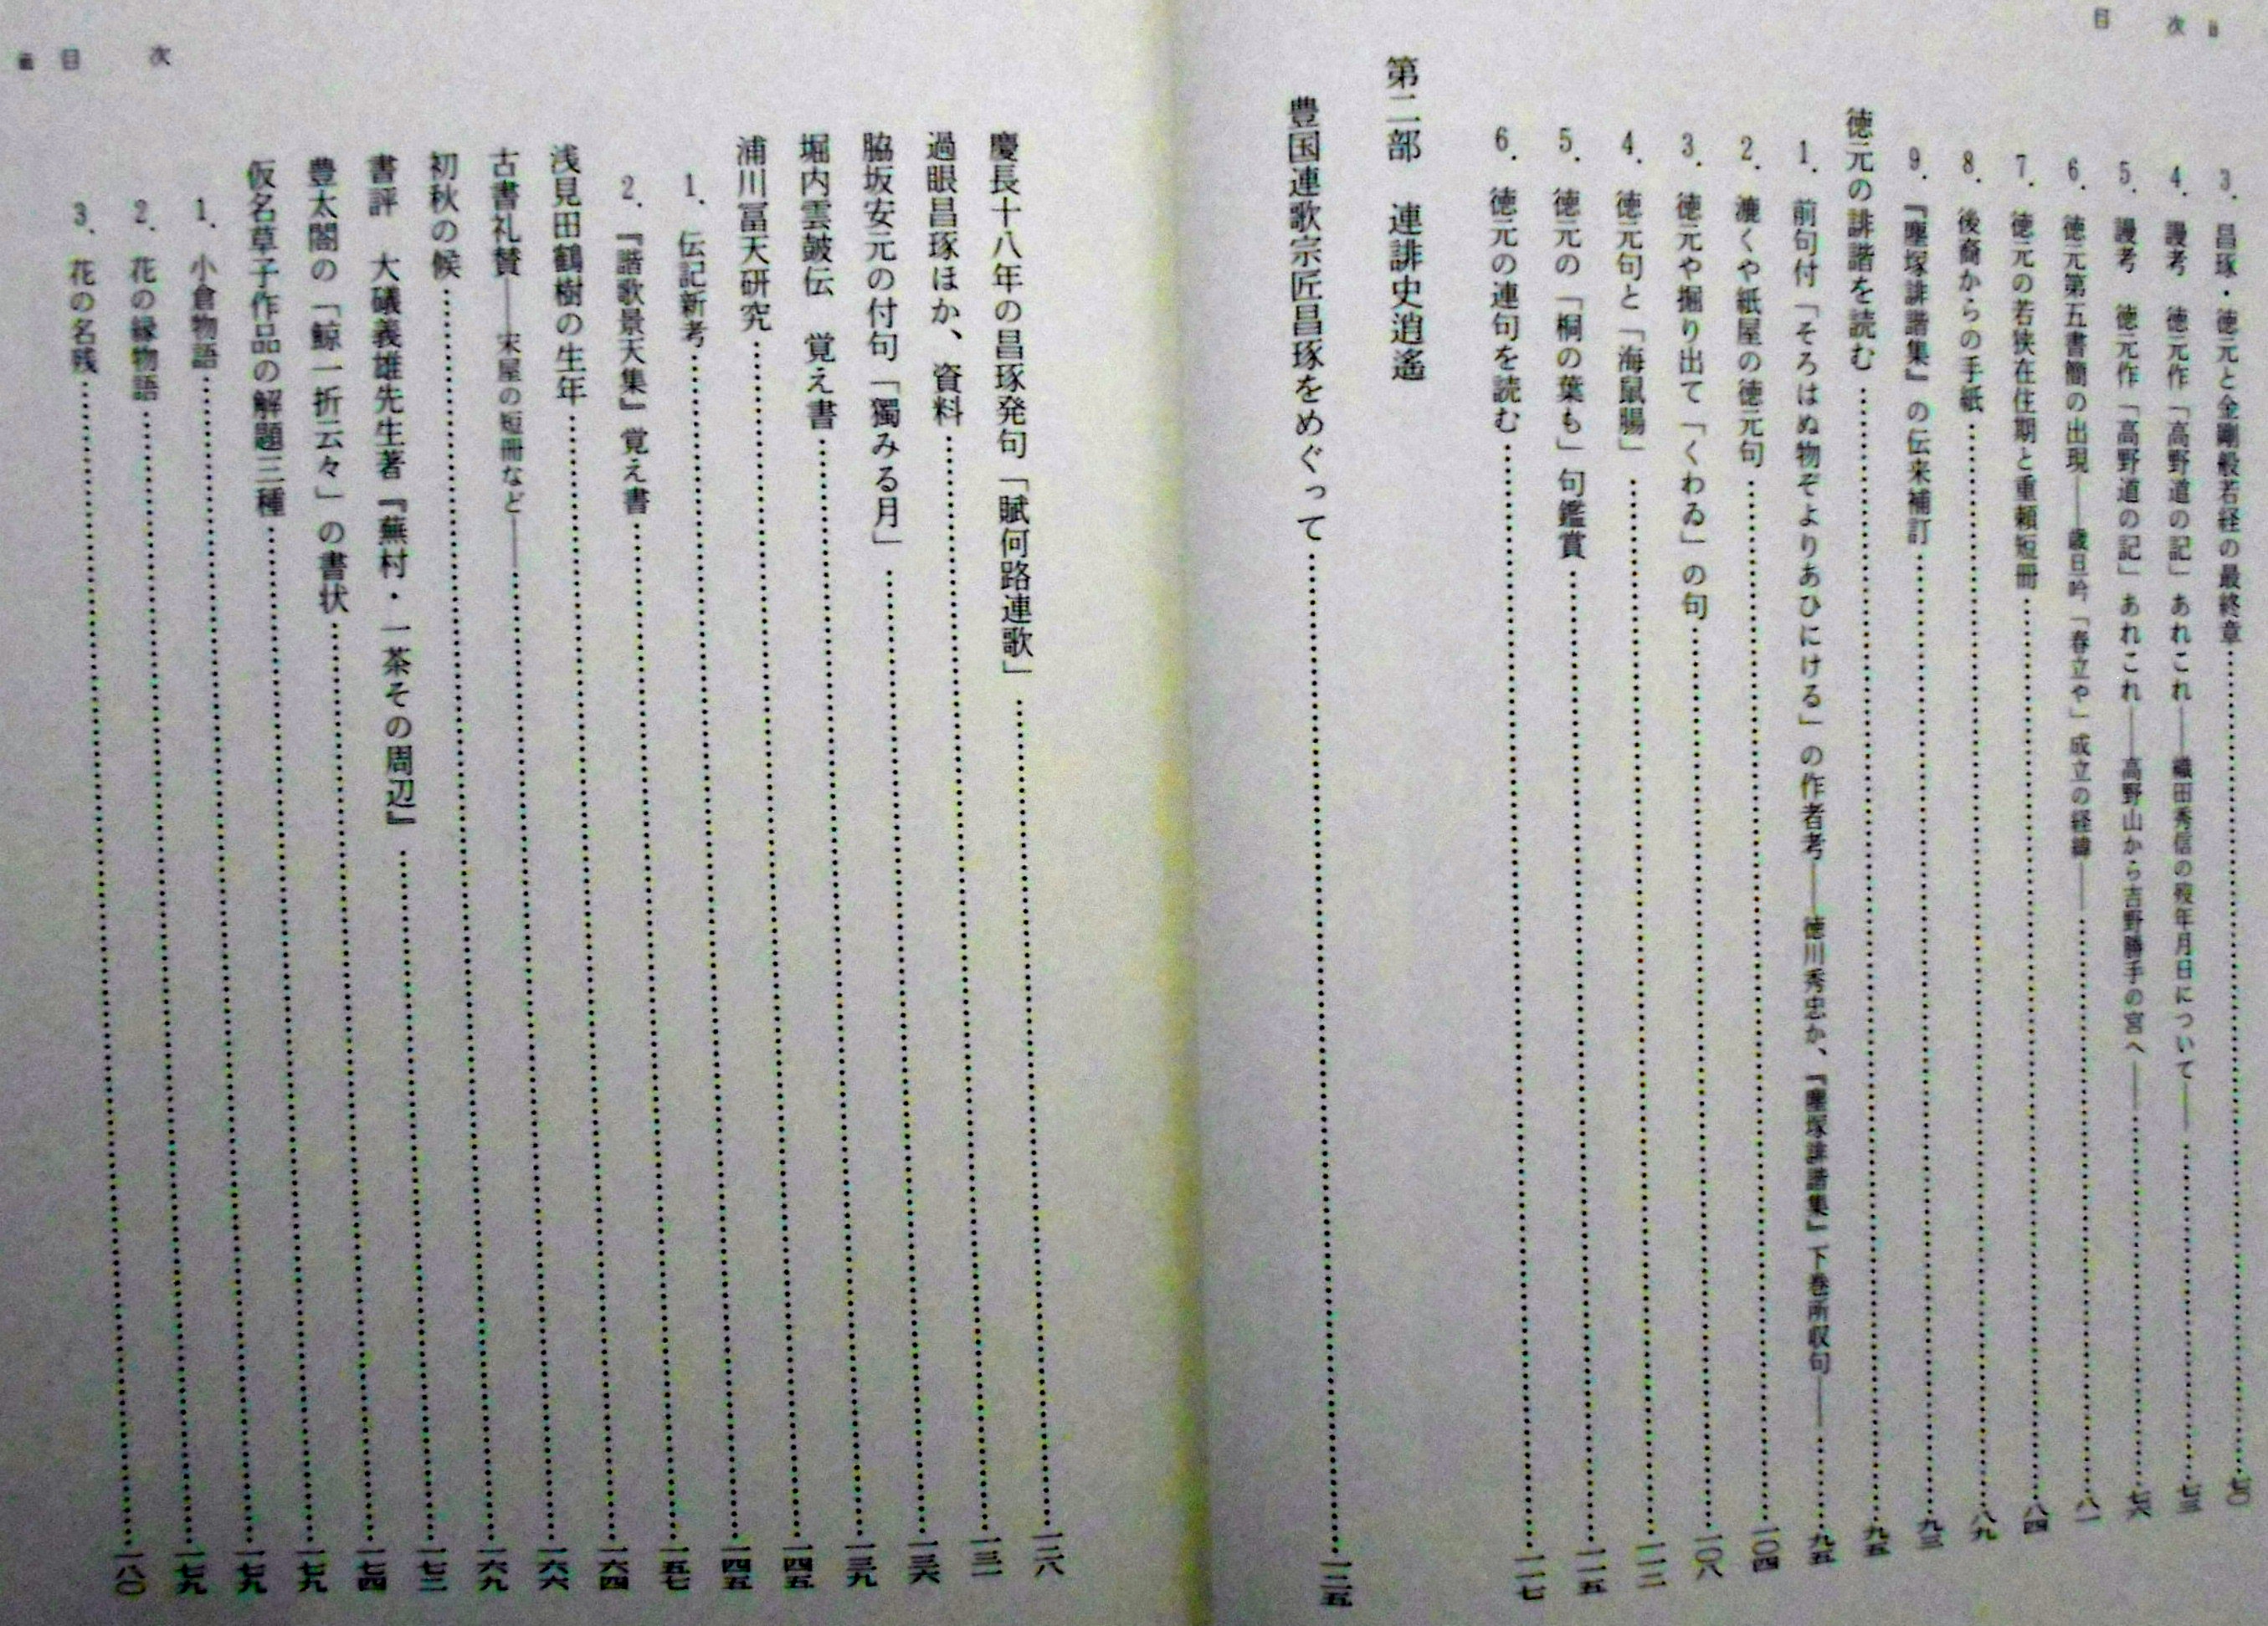 目 次
3. 昌琢・徳元と金剛般若経の最終章……七〇
4. 謾考 徳元作「高野道の記」あれこれ——織田秀信の歿年月日について——……七三
5. 謾考 徳元作「高野道の記」あれこれ——高野山から吉野勝手の宮へ——……七六
6. 徳元第五書簡の出現——歳旦吟「春立や」成立の経緯——……八一
7. 徳元の若狭在住期と重頼短冊……八四
8. 後裔からの手紙……八九
9. 『塵塚誹諧集』の伝来補訂……九三
徳元の誹諧を読む……九五
1. 前句付「そろはぬ物ぞよりあひにける」の作者考——徳川秀忠か、『塵塚誹諧集』下巻所収句——……九五
2. 漉くや紙屋の徳元句……一〇四
3. 徳元や掘り出て「くわゐ」の句……一〇八
4. 徳元句と「海鼠腸」……一一二
5. 徳元の「桐の葉も」句鑑賞……一一五
6. 徳元の連句を読む……一一七
第二部 連誹史逍遙
豊国連歌宗匠昌琢をめぐって……一二五
慶長十八年の昌琢発句「賦何路連歌」……一二八
過眼昌琢ほか、資料……一三一
脇坂安元の付句「獨みる月」……一三六
堀内雲皷伝 覚え書……一三九
浦川冨天研究……一四五
1. 伝記新考……一四五
2. 『諧歌景天集』覚え書……一五七
浅見田鶴樹の生年……一六四
古書礼賛——宋屋の短冊など——……一六六
初秋の候……一六九
書評 大礒義雄先生著『蕪村・一茶その周辺』……一七二
豊太閤の「鯨一折云々」の書状……一七四
仮名草子作品の解題三種……一七九
1. 小倉物語……一七九
2. 花の縁物語……一七九
3. 花の名残……一八〇
目 次